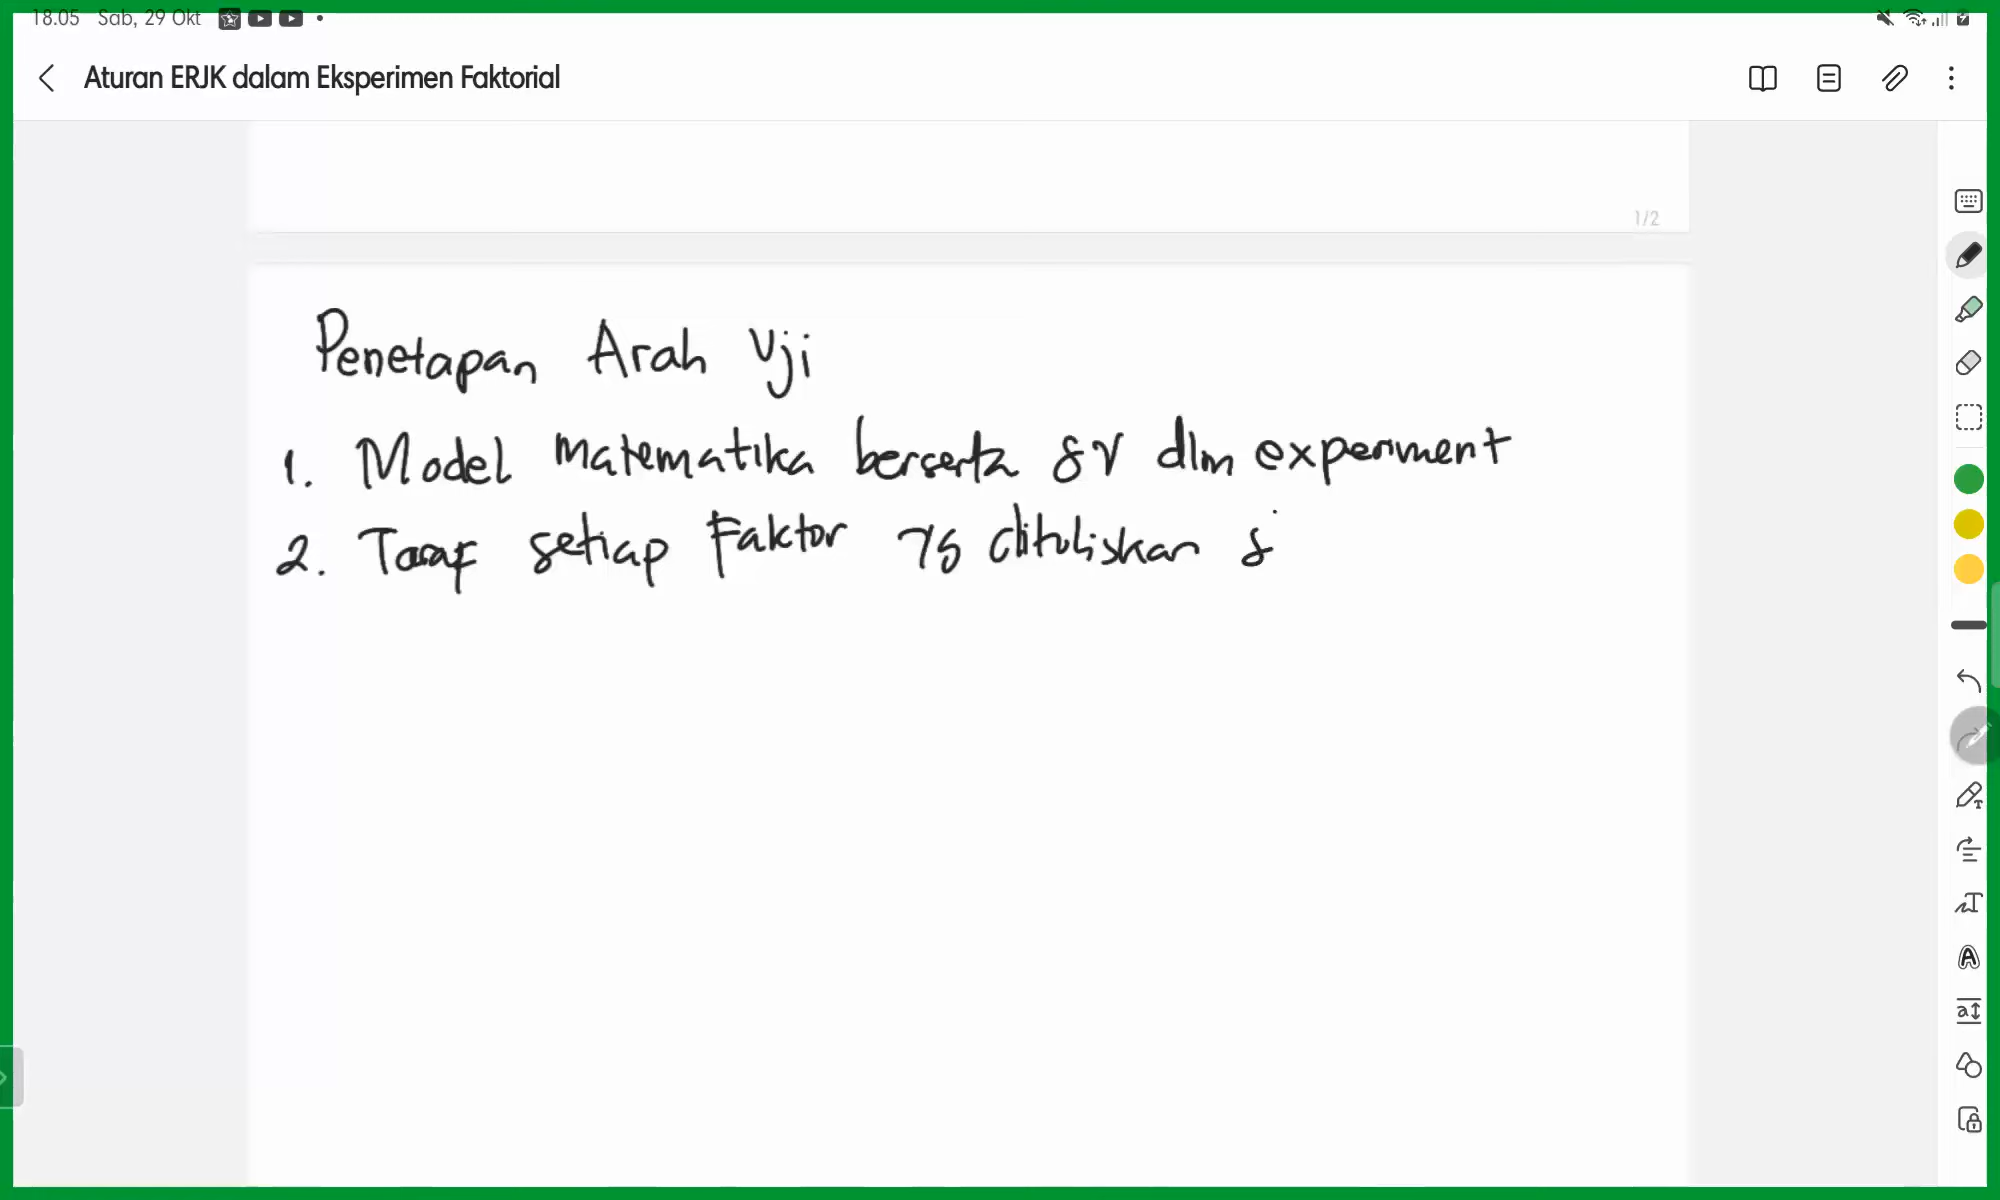 18.05 Sab, 29 Okt
Aturan ERJK dalam Eksperimen Faktorial
1/2
Penetapan Arah Uji
1. Model matematika berserta SV dlm experiment
2. Taraf setiap Faktor yg dituliskan s